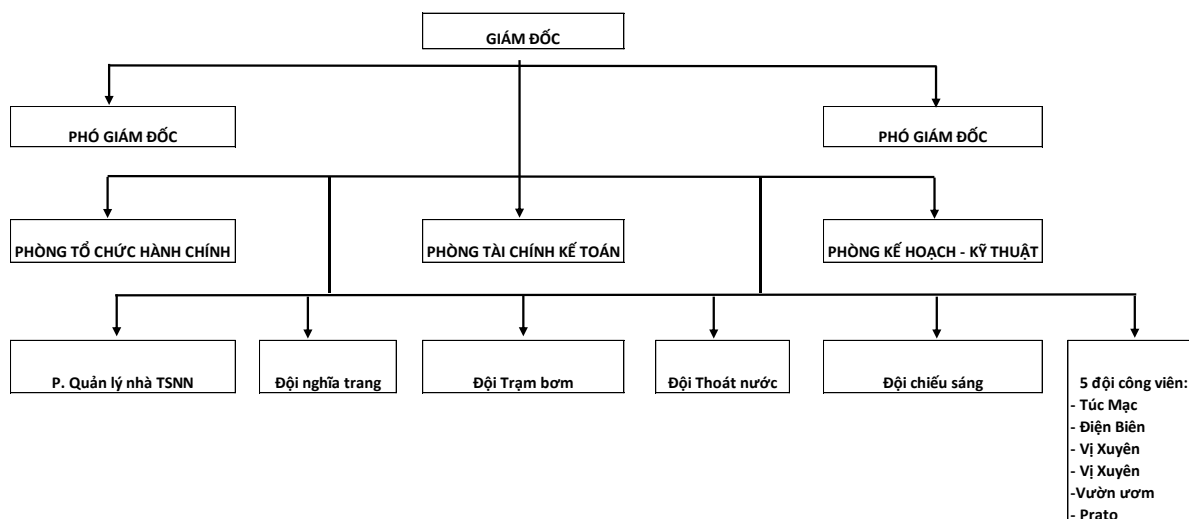 GIÁM ĐỐC
PHÓ GIÁM ĐỐC
PHÓ GIÁM ĐỐC
PHÒNG TỔ CHỨC HÀNH CHÍNH
PHÒNG TÀI CHÍNH KẾ TOÁN
PHÒNG KẾ HOẠCH - KỸ THUẬT
P. Quản lý nhà TSNN
Đội nghĩa trang
Đội Trạm bơm
Đội Thoát nước
Đội chiếu sáng
5 đội công viên:
- Túc Mạc
- Điện Biên
- Vị Xuyên
- Vị Xuyên
-Vườn ươm
- Prato